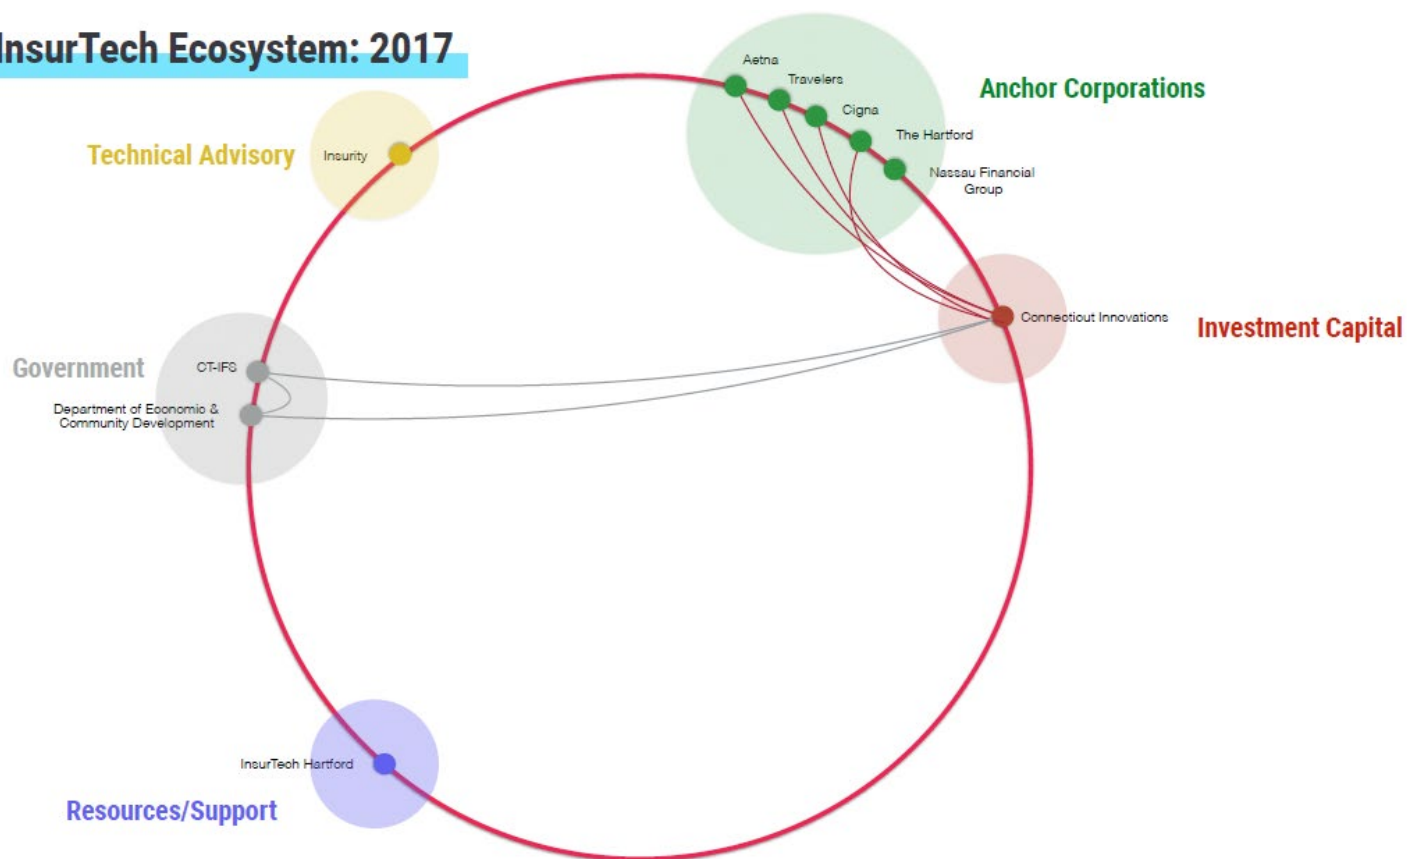 InsurTech Ecosystem: 2017
Aetna
Travelers
Cigna
The Hartford
Nassau Financial
Group
Anchor Corporations
Technical Advisory
Insurity
Connecticut Innovations
Investment Capital
Government
CT-IFS
Department of Economic &
Community Development
InsurTech Hartford
Resources/Support